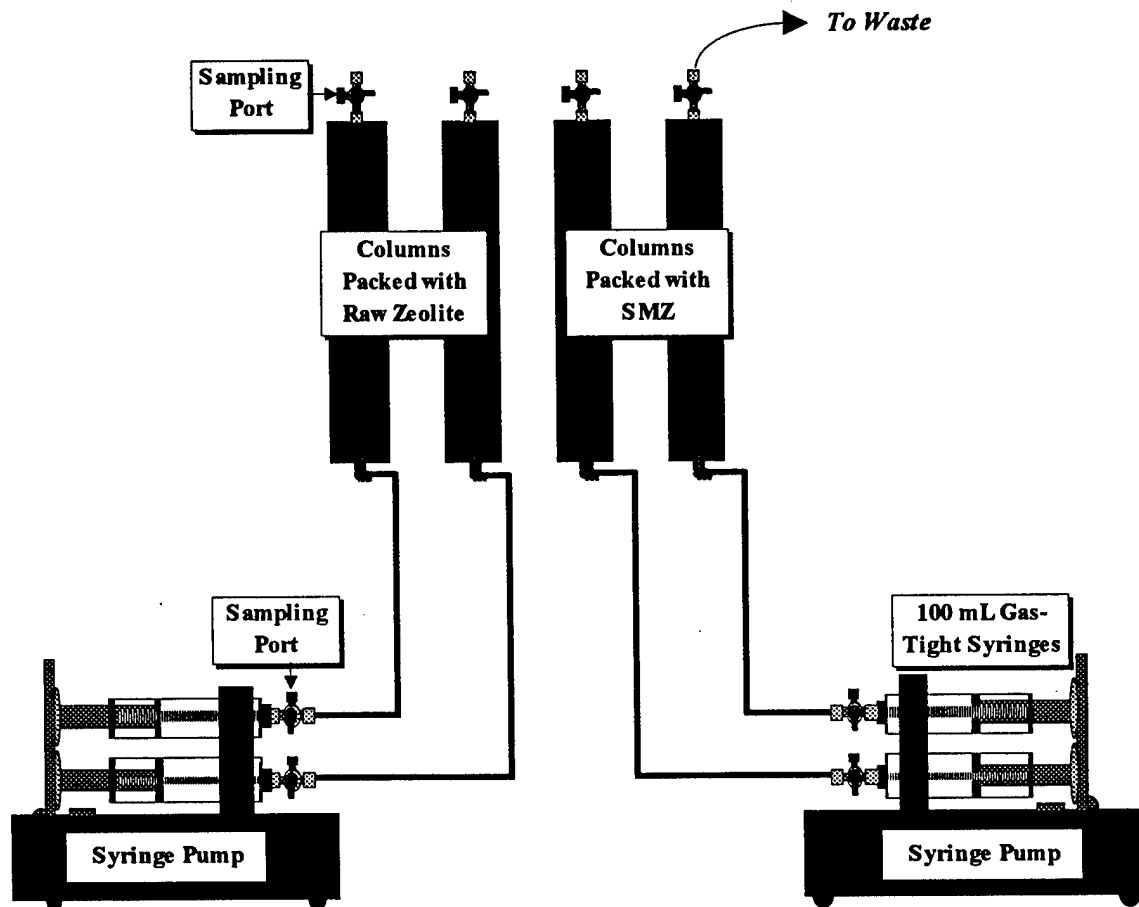 To Waste
Sampling
Port
Columns
Packed with
Raw Zeolite
Columns
Packed with
SMZ
Sampling
Port
100 mL Gas-
Tight Syringes
Syringe Pump
Syringe Pump